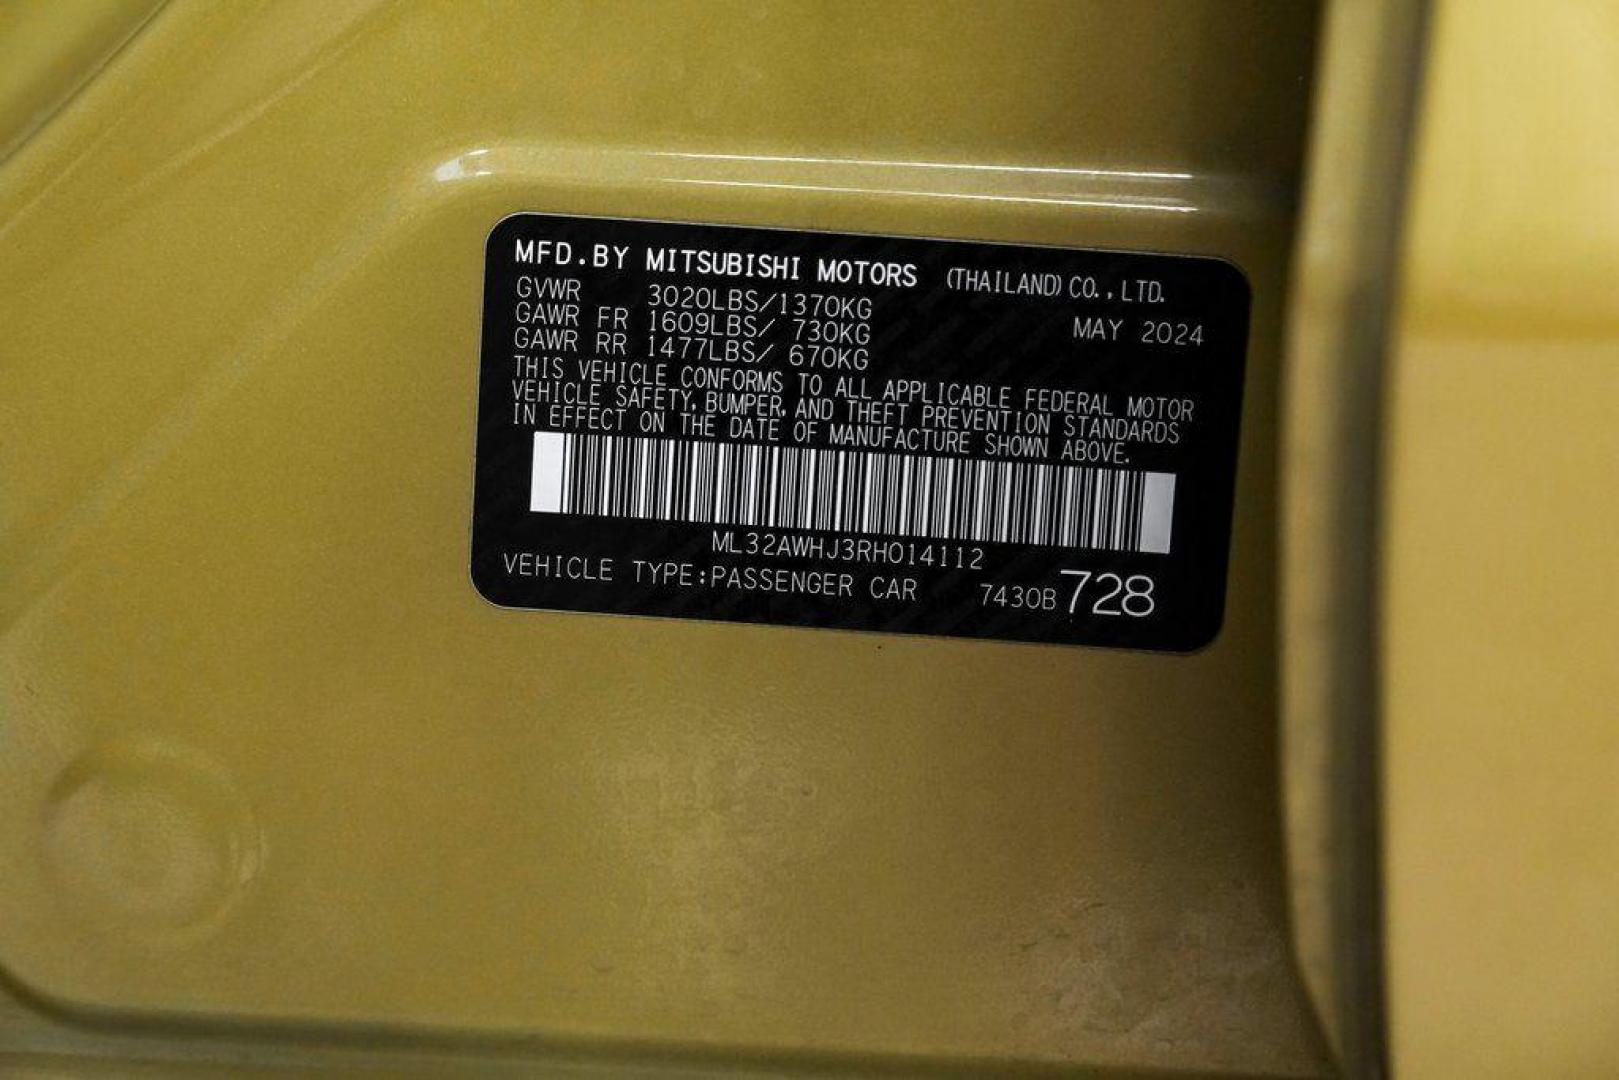 MFD.BY MITSUBISHI MOTORS (THAILAND) CO.,LTD.
GVWR 3020LBS/1370KG
GAWR FR 1609LBS/ 730KG MAY 2024
GAWR RR 1477LBS/ 670KG
THIS VEHICLE CONFORMS TO ALL APPLICABLE FEDERAL MOTOR
VEHICLE SAFETY, BUMPER, AND THEFT PREVENTION STANDARDS
IN EFFECT ON THE DATE OF MANUFACTURE SHOWN ABOVE.
ML32AWHJ3RH014112
VEHICLE TYPE:PASSENGER CAR 7430B728